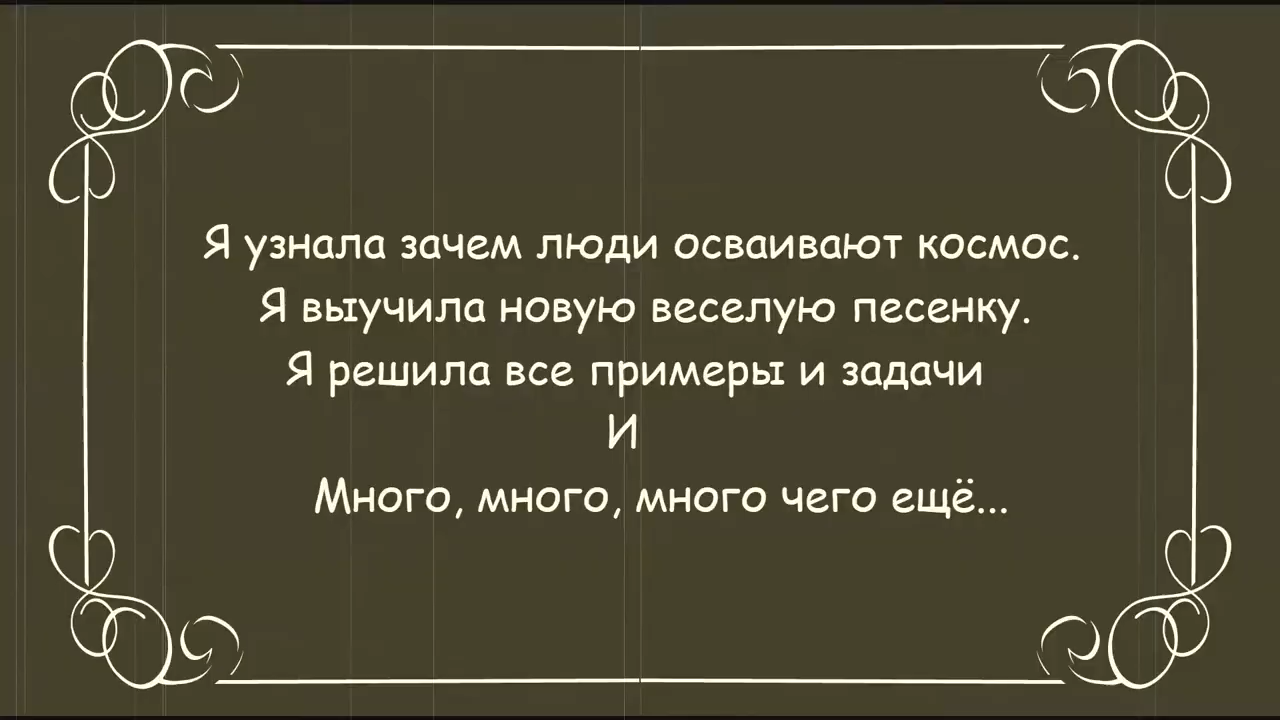 Я узнала зачем люди осваивают космос.
Я выучила новую веселую песенку.
Я решила все примеры и задачи
И
Много, много, много чего ещё...